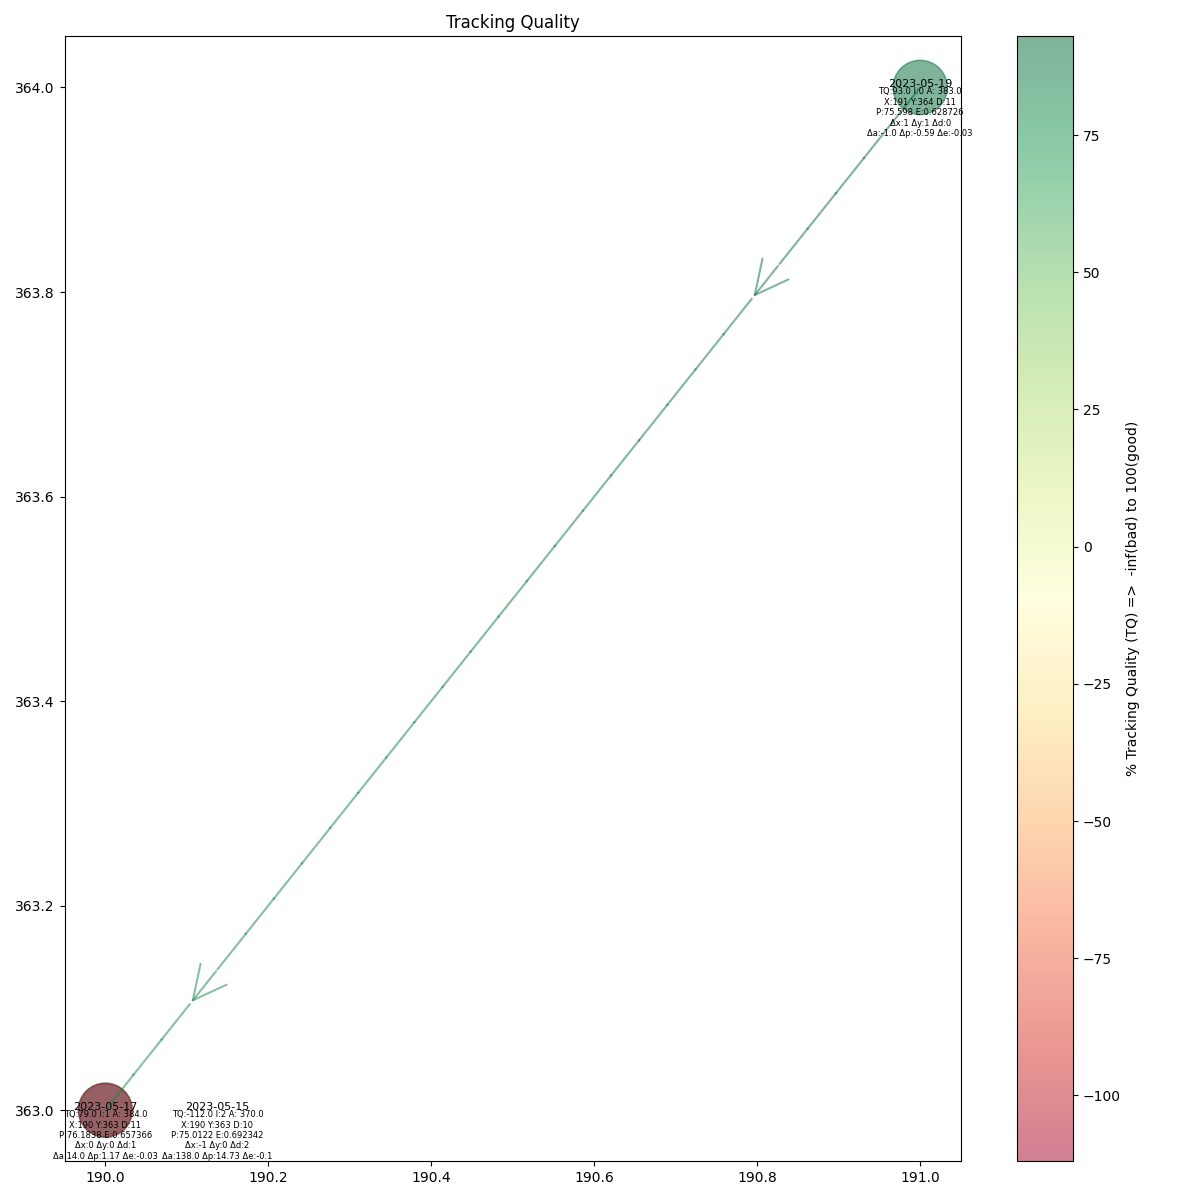 Tracking Quality
364.0
363.8
363.6
363.4
363.2
363.0
190.0
190.2
190.4
190.6
190.8
191.0
2023-05-19
TQ:93.0 I:0 A: 383.0
X:191 Y:364 D:11
P:75.598 E:0.628726
Δx:1 Δy:1 Δd:0
Δa:-1.0 Δp:-0.59 Δe:-0.03
2023-05-17
TQ:79.0 I:1 A: 384.0
X:190 Y:363 D:11
P:76.1838 E:0.657366
Δx:0 Δy:0 Δd:1
Δa:14.0 Δp:1.17 Δe:-0.03
2023-05-15
TQ:-112.0 I:2 A: 370.0
X:190 Y:363 D:10
P:75.0122 E:0.692342
Δx:-1 Δy:0 Δd:2
Δa:138.0 Δp:14.73 Δe:-0.1
75
50
25
0
−25
−50
−75
−100
% Tracking Quality (TQ) => -inf(bad) to 100(good)